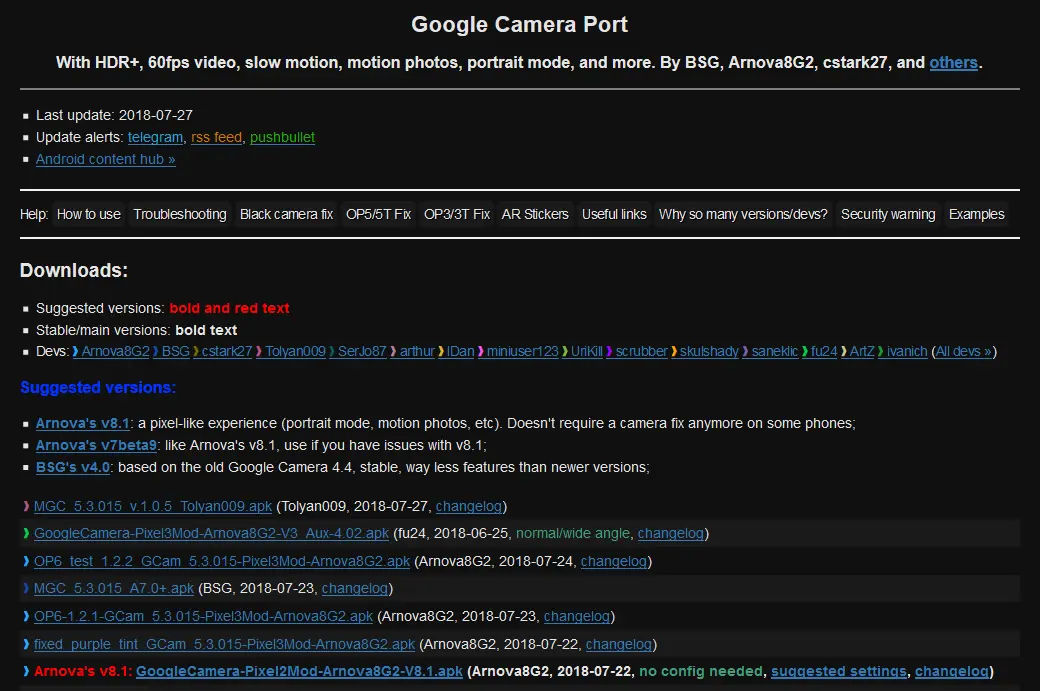 Google Camera Port
With HDR+, 60fps video, slow motion, motion photos, portrait mode, and more. By BSG, Arnova8G2, cstark27, and others.
Last update: 2018-07-27
Update alerts: telegram, rss feed, pushbullet
Android content hub »
Help: How to use Troubleshooting Black camera fix OP5/5T Fix OP3/3T Fix AR Stickers Useful links Why so many versions/devs? Security warning Examples
Downloads:
Suggested versions: bold and red text
Stable/main versions: bold text
Devs: ❱ Arnova8G2 ❱ BSG ❱ cstark27 ❱ Tolyan009 ❱ SerJo87 ❱ arthur ❱ IDan ❱ miniuser123 ❱ UriKill ❱ scrubber ❱ skulshady ❱ saneklic ❱ fu24 ❱ ArtZ ❱ ivanich (All devs »)
Suggested versions:
Arnova's v8.1: a pixel-like experience (portrait mode, motion photos, etc). Doesn't require a camera fix anymore on some phones;
Arnova's v7beta9: like Arnova's v8.1, use if you have issues with v8.1;
BSG's v4.0: based on the old Google Camera 4.4, stable, way less features than newer versions;
❱ MGC_5.3.015_v.1.0.5_Tolyan009.apk (Tolyan009, 2018-07-27, changelog)
❱ GoogleCamera-Pixel3Mod-Arnova8G2-V3_Aux-4.02.apk (fu24, 2018-06-25, normal/wide angle, changelog)
❱ OP6_test_1.2.2_GCam_5.3.015-Pixel3Mod-Arnova8G2.apk (Arnova8G2, 2018-07-24, changelog)
❱ MGC_5.3.015_A7.0+.apk (BSG, 2018-07-23, changelog)
❱ OP6-1.2.1-GCam_5.3.015-Pixel3Mod-Arnova8G2.apk (Arnova8G2, 2018-07-23, changelog)
❱ fixed_purple_tint_GCam_5.3.015-Pixel3Mod-Arnova8G2.apk (Arnova8G2, 2018-07-22, changelog)
❱ Arnova's v8.1: GoogleCamera-Pixel2Mod-Arnova8G2-V8.1.apk (Arnova8G2, 2018-07-22, no config needed, suggested settings, changelog)